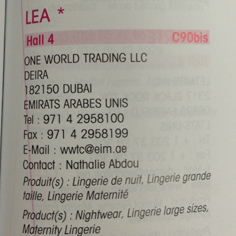 LEA *
Hall 4 C90bis
ONE WORLD TRADING LLC
DEIRA
182150 DUBAI
EMIRATS ARABES UNIS
Tel : 971 4 2958100
Fax : 971 4 2958199
E-Mail : wwtc@eim.ae
Contact : Nathalie Abdou
Produit(s) : Lingerie de nuit, Lingerie grande
taille, Lingerie Maternité
Product(s) : Nightwear, Lingerie large sizes,
Maternity Lingerie